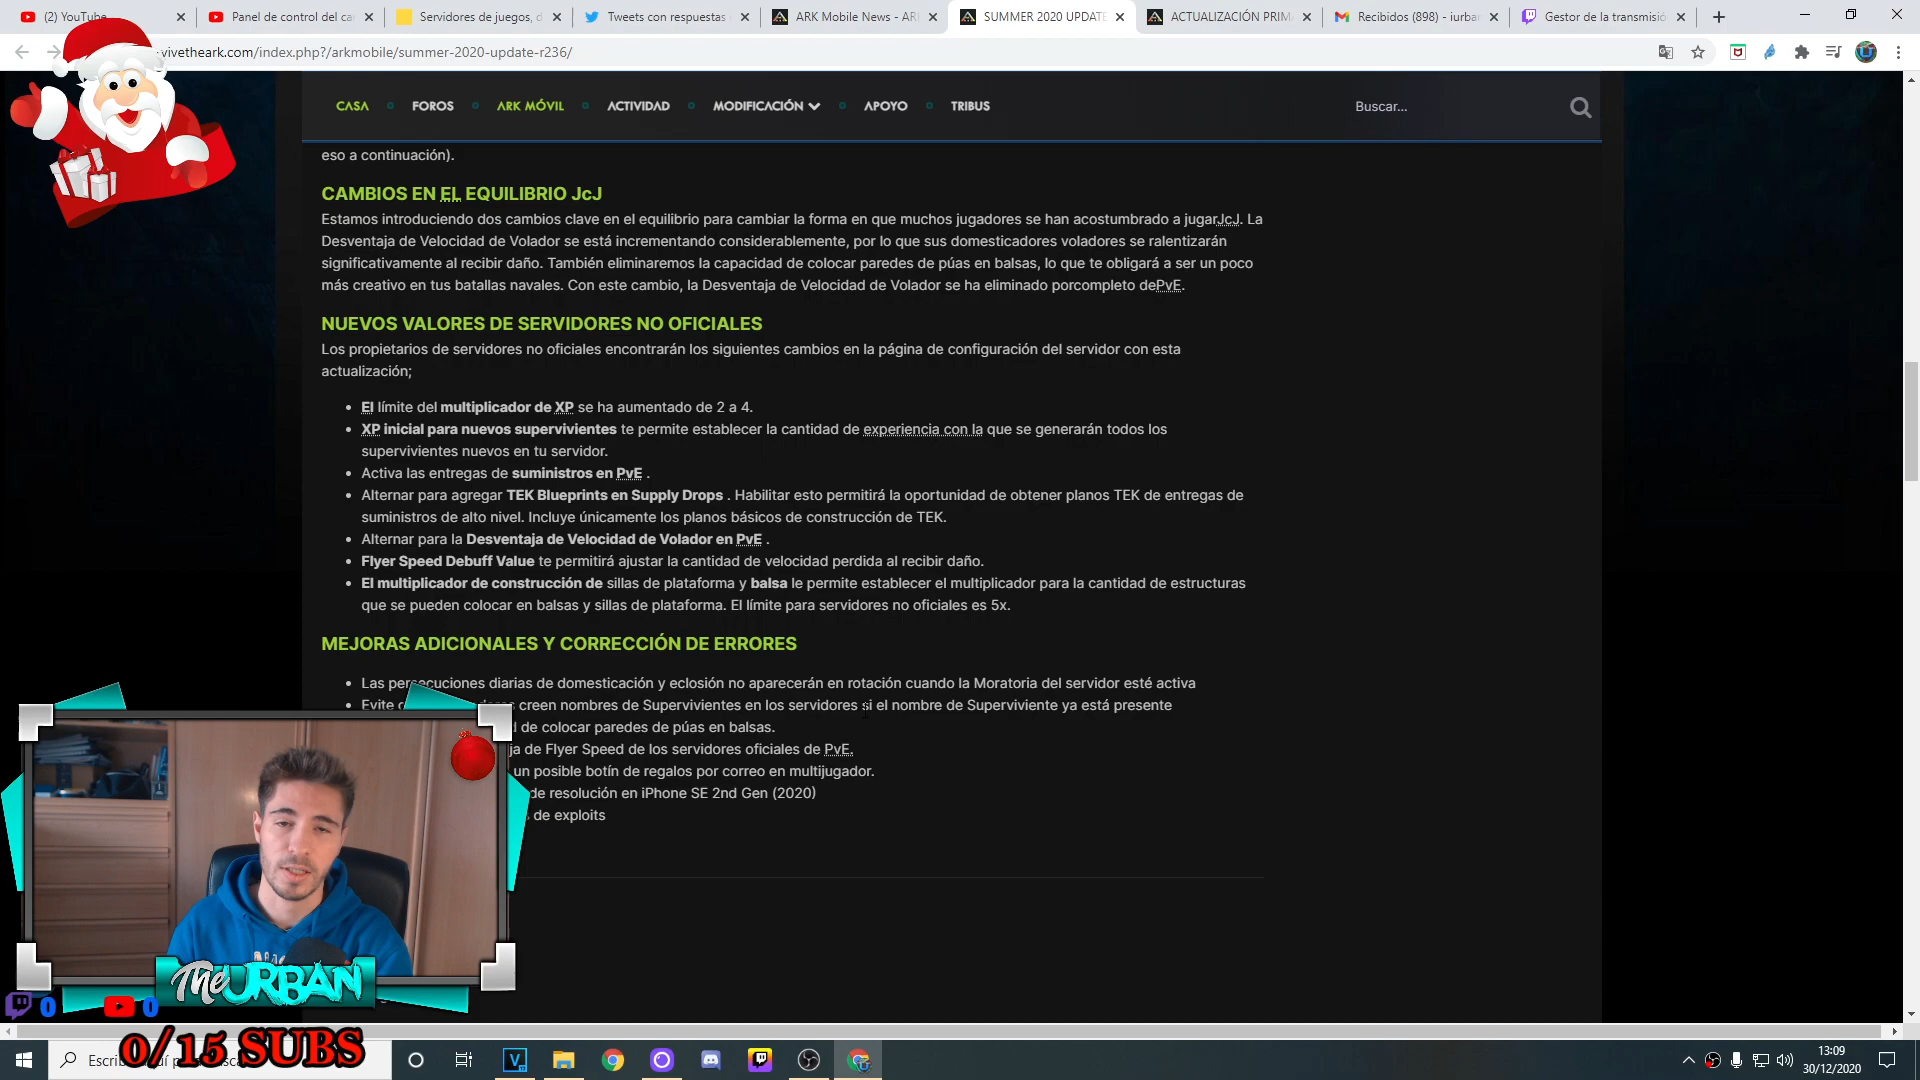 (2) YouTube
Panel de control del ca
Servidores de juegos, d
Tweets con respuestas
ARK Mobile News - ARK
SUMMER 2020 UPDATE
ACTUALIZACIÓN PRIM
Recibidos (898) - iurba
Gestor de la transmisió
vivetheark.com/index.php?/arkmobile/summer-2020-update-r236/
CASA FOROS ARK MÓVIL ACTIVIDAD MODIFICACIÓN APOYO TRIBUS Buscar...
eso a continuación).
CAMBIOS EN EL EQUILIBRIO JcJ
Estamos introduciendo dos cambios clave en el equilibrio para cambiar la forma en que muchos jugadores se han acostumbrado a jugarJcJ. La
Desventaja de Velocidad de Volador se está incrementando considerablemente, por lo que sus domesticadores voladores se ralentizarán
significativamente al recibir daño. También eliminaremos la capacidad de colocar paredes de púas en balsas, lo que te obligará a ser un poco
más creativo en tus batallas navales. Con este cambio, la Desventaja de Velocidad de Volador se ha eliminado porcompleto dePvE.
NUEVOS VALORES DE SERVIDORES NO OFICIALES
Los propietarios de servidores no oficiales encontrarán los siguientes cambios en la página de configuración del servidor con esta
actualización;
• El límite del multiplicador de XP se ha aumentado de 2 a 4.
• XP inicial para nuevos supervivientes te permite establecer la cantidad de experiencia con la que se generarán todos los
supervivientes nuevos en tu servidor.
• Activa las entregas de suministros en PvE .
• Alternar para agregar TEK Blueprints en Supply Drops . Habilitar esto permitirá la oportunidad de obtener planos TEK de entregas de
suministros de alto nivel. Incluye únicamente los planos básicos de construcción de TEK.
• Alternar para la Desventaja de Velocidad de Volador en PvE .
• Flyer Speed Debuff Value te permitirá ajustar la cantidad de velocidad perdida al recibir daño.
• El multiplicador de construcción de sillas de plataforma y balsa le permite establecer el multiplicador para la cantidad de estructuras
que se pueden colocar en balsas y sillas de plataforma. El límite para servidores no oficiales es 5x.
MEJORAS ADICIONALES Y CORRECCIÓN DE ERRORES
• Las persecuciones diarias de domesticación y eclosión no aparecerán en rotación cuando la Moratoria del servidor esté activa
• Evite creen nombres de Supervivientes en los servidores si el nombre de Superviviente ya está presente
d de colocar paredes de púas en balsas.
ja de Flyer Speed de los servidores oficiales de PvE.
un posible botín de regalos por correo en multijugador.
de resolución en iPhone SE 2nd Gen (2020)
de exploits
The URBAN
0 0
0/15 SUBS
Escrib
13:09
30/12/2020